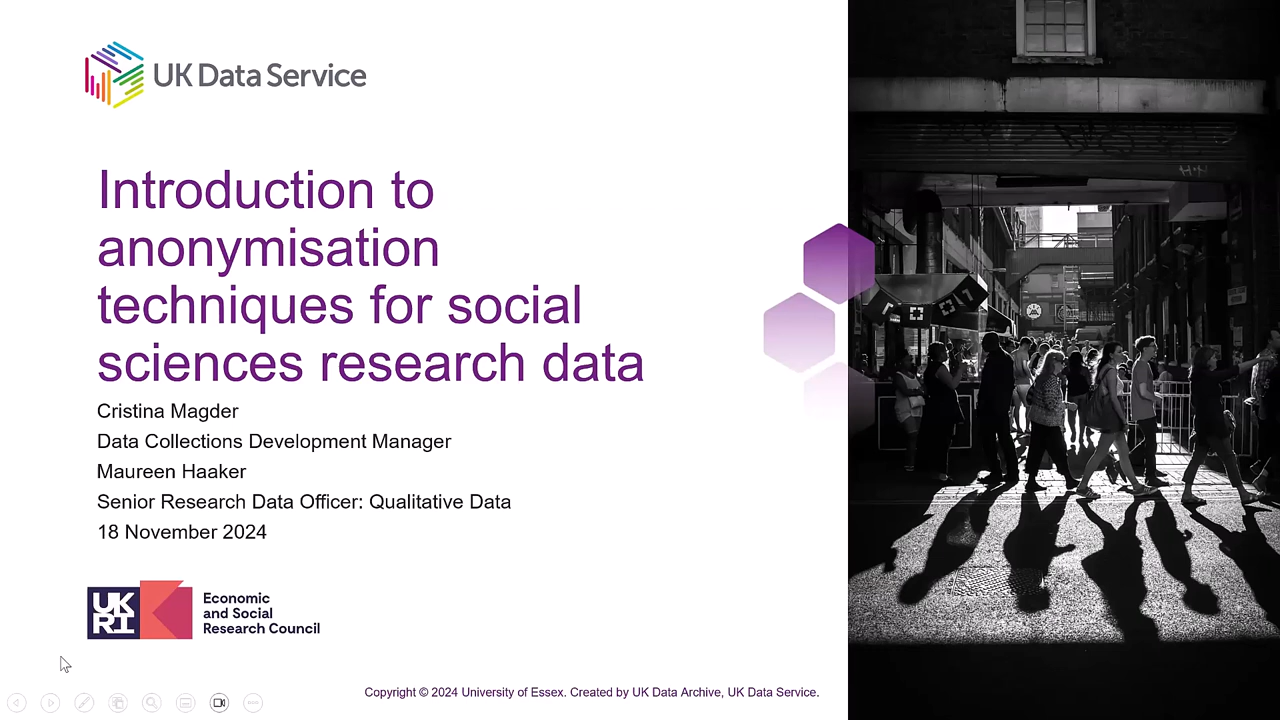 UK Data Service
Introduction to
anonymisation
techniques for social
sciences research data
Cristina Magder
Data Collections Development Manager
Maureen Haaker
Senior Research Data Officer: Qualitative Data
18 November 2024
UK
RI
Economic
and Social
Research Council
Copyright © 2024 University of Essex. Created by UK Data Archive, UK Data Service.